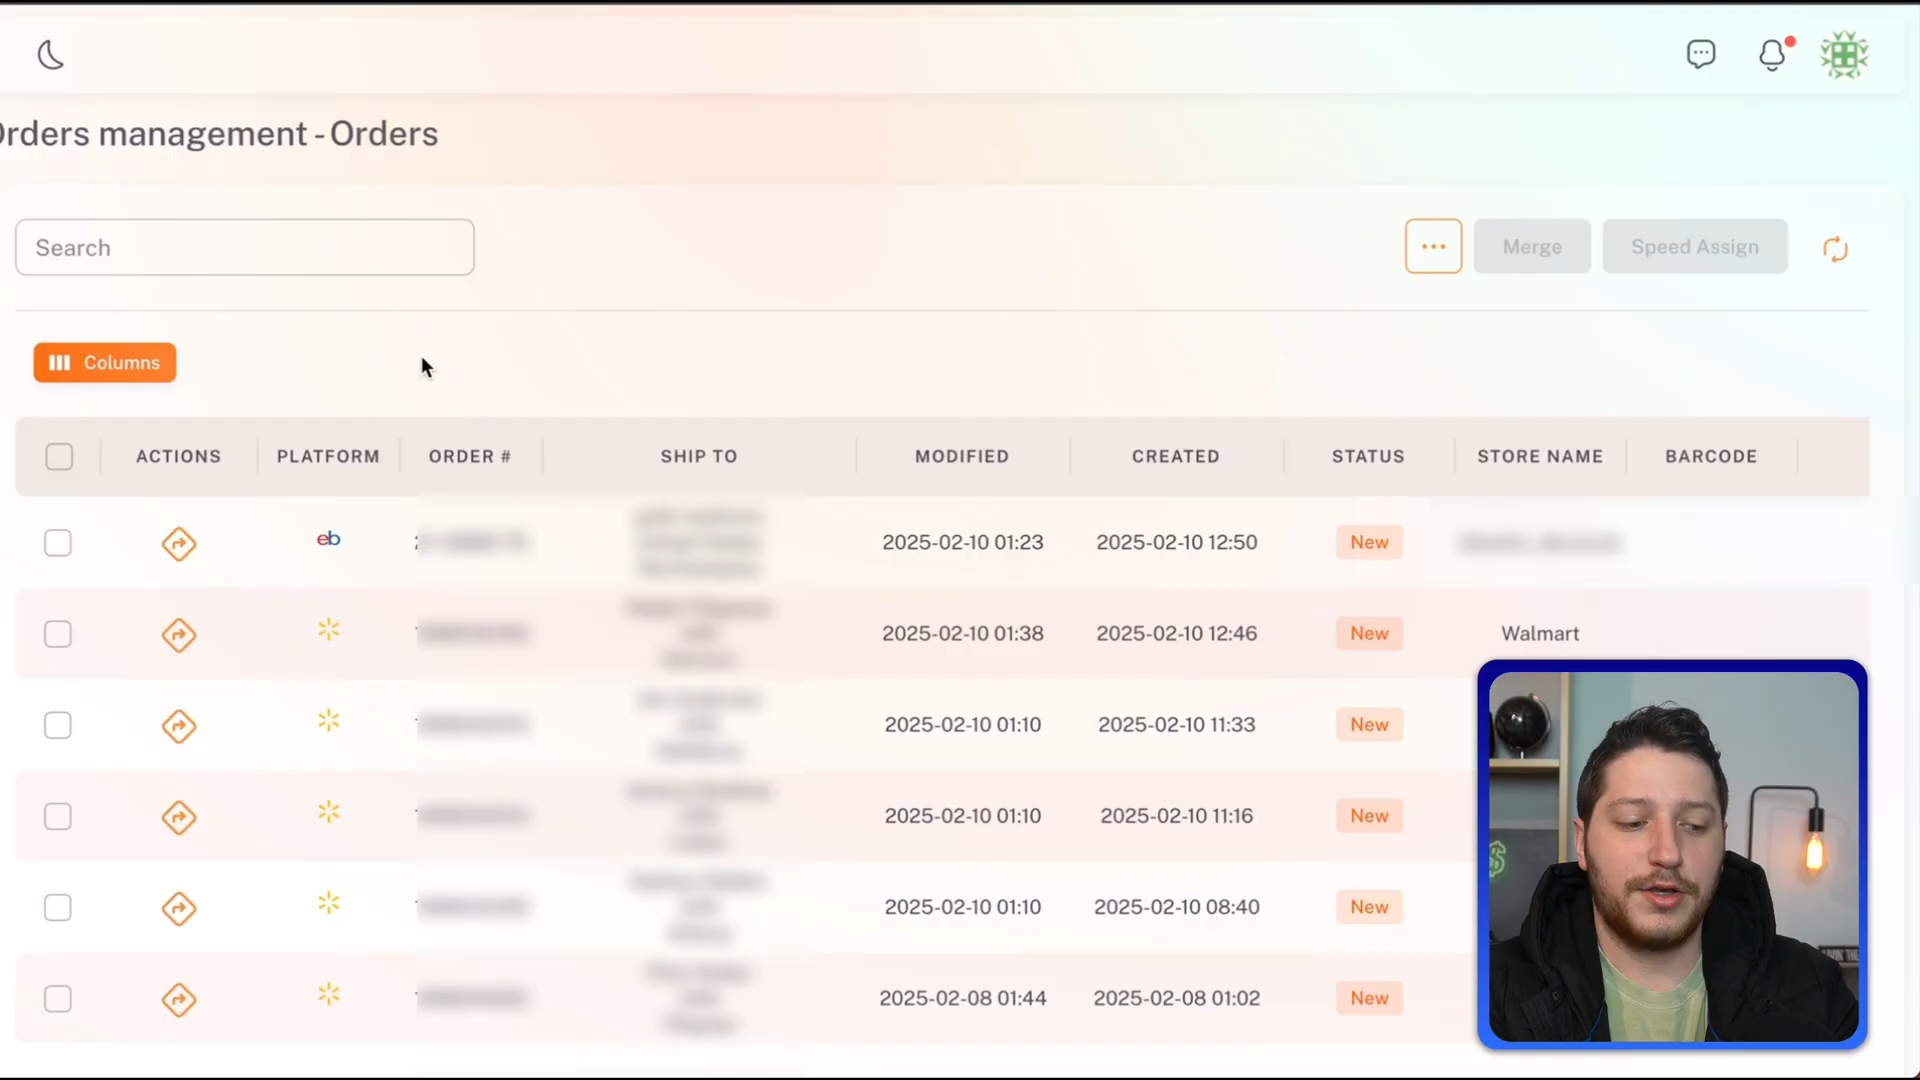 rders management - Orders
Search
Merge
Speed Assign
Columns
ACTIONS PLATFORM ORDER # SHIP TO MODIFIED CREATED STATUS STORE NAME BARCODE
eb 2025-02-10 01:23 2025-02-10 12:50 New
2025-02-10 01:38 2025-02-10 12:46 New Walmart
2025-02-10 01:10 2025-02-10 11:33 New
2025-02-10 01:10 2025-02-10 11:16 New
2025-02-10 01:10 2025-02-10 08:40 New
2025-02-08 01:44 2025-02-08 01:02 New